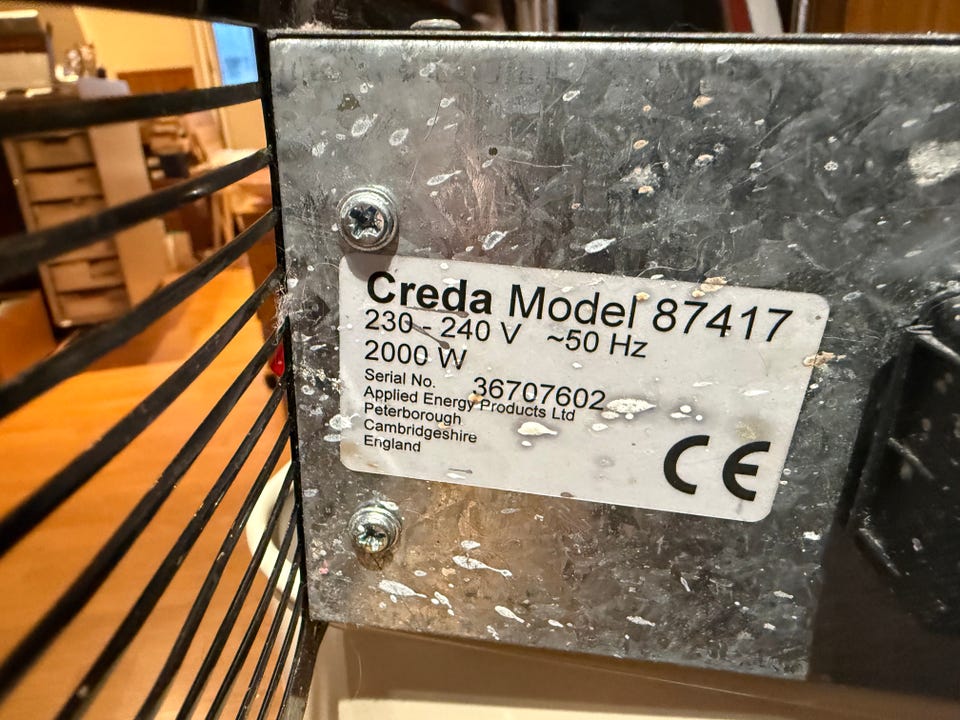 Creda Model 87417
230 - 240 V ~50 Hz
2000 W
Serial No. 36707602
Applied Energy Products Ltd
Peterborough
Cambridgeshire
England
CE